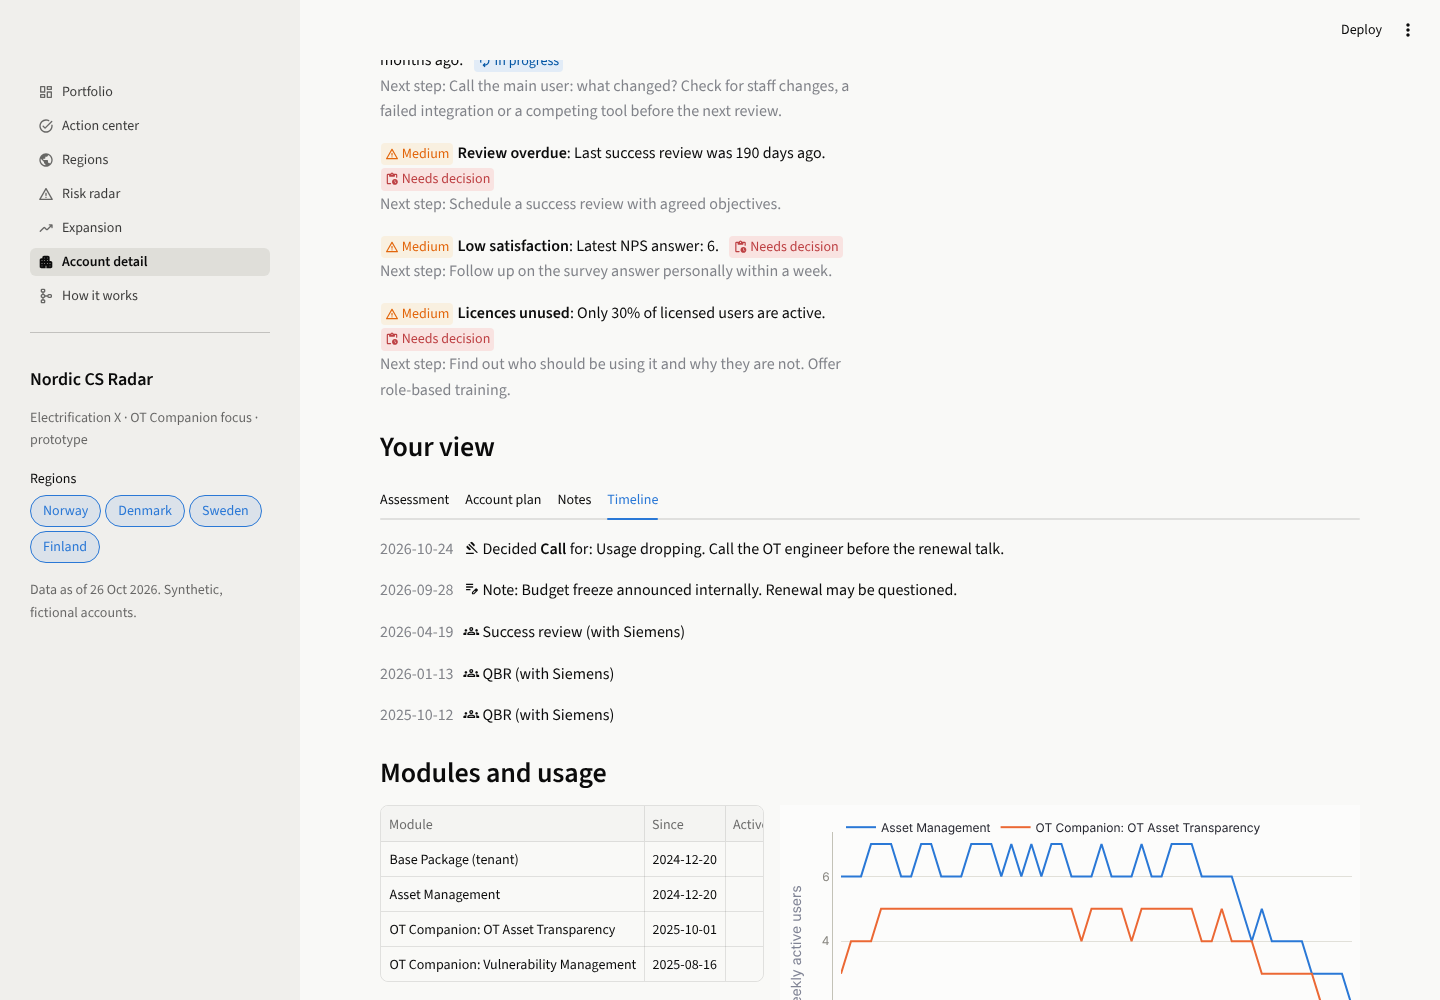 Deploy
Portfolio
Action center
Regions
Risk radar
Expansion
Account detail
How it works
Nordic CS Radar
Electrification X · OT Companion focus ·
prototype
Regions
Norway
Denmark
Sweden
Finland
Data as of 26 Oct 2026. Synthetic,
fictional accounts.
months ago. In progress
Next step: Call the main user: what changed? Check for staff changes, a
failed integration or a competing tool before the next review.
Medium Review overdue: Last success review was 190 days ago.
Needs decision
Next step: Schedule a success review with agreed objectives.
Medium Low satisfaction: Latest NPS answer: 6. Needs decision
Next step: Follow up on the survey answer personally within a week.
Medium Licences unused: Only 30% of licensed users are active.
Needs decision
Next step: Find out who should be using it and why they are not. Offer
role-based training.
Your view
Assessment Account plan Notes Timeline
2026-10-24 Decided Call for: Usage dropping. Call the OT engineer before the renewal talk.
2026-09-28 Note: Budget freeze announced internally. Renewal may be questioned.
2026-04-19 Success review (with Siemens)
2026-01-13 QBR (with Siemens)
2025-10-12 QBR (with Siemens)
Modules and usage
Module Since
Base Package (tenant) 2024-12-20
Asset Management 2024-12-20
OT Companion: OT Asset Transparency 2025-10-01
OT Companion: Vulnerability Management 2025-08-16
Asset Management OT Companion: OT Asset Transparency
6
4
active users